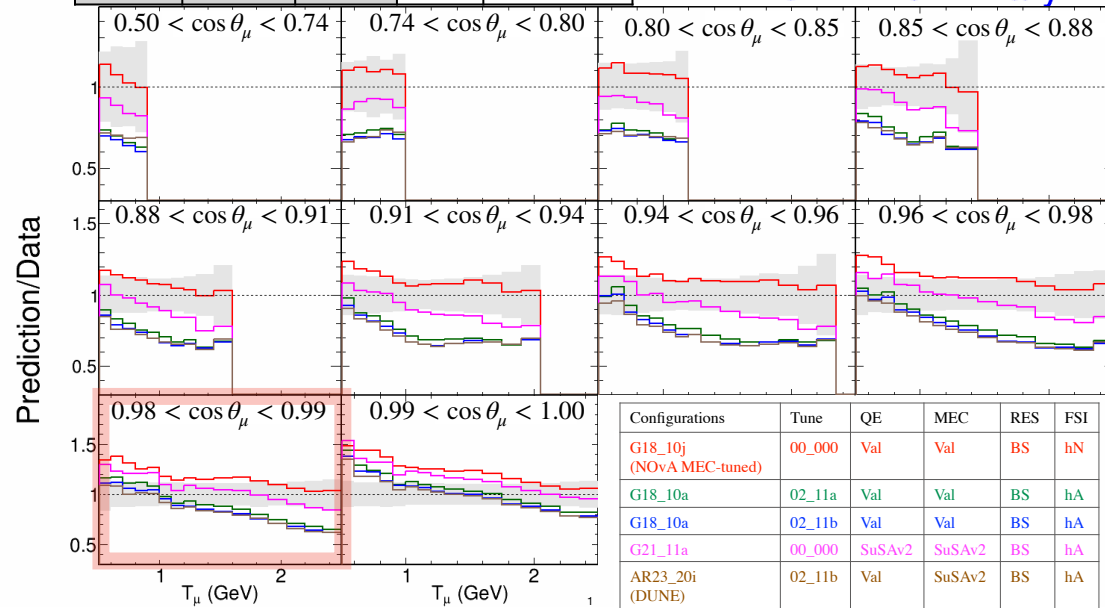 0.50 < cos θμ < 0.74
0.74 < cos θμ < 0.80
0.80 < cos θμ < 0.85
0.85 < cos θμ < 0.88
1
0.5
0.88 < cos θμ < 0.91
0.91 < cos θμ < 0.94
0.94 < cos θμ < 0.96
0.96 < cos θμ < 0.98
1.5
1
0.5
Prediction/Data
0.98 < cos θμ < 0.99
0.99 < cos θμ < 1.00
1.5
1
0.5
1 2 1 2
Tμ (GeV) Tμ (GeV)
1
Configurations Tune QE MEC RES FSI
G18_10j 00_000 Val Val BS hN
(NOvA MEC-tuned)
G18_10a 02_11a Val Val BS hA
G18_10a 02_11b Val Val BS hA
G21_11a 00_000 SuSAv2 SuSAv2 BS hA
AR23_20i 02_11b Val SuSAv2 BS hA
(DUNE)